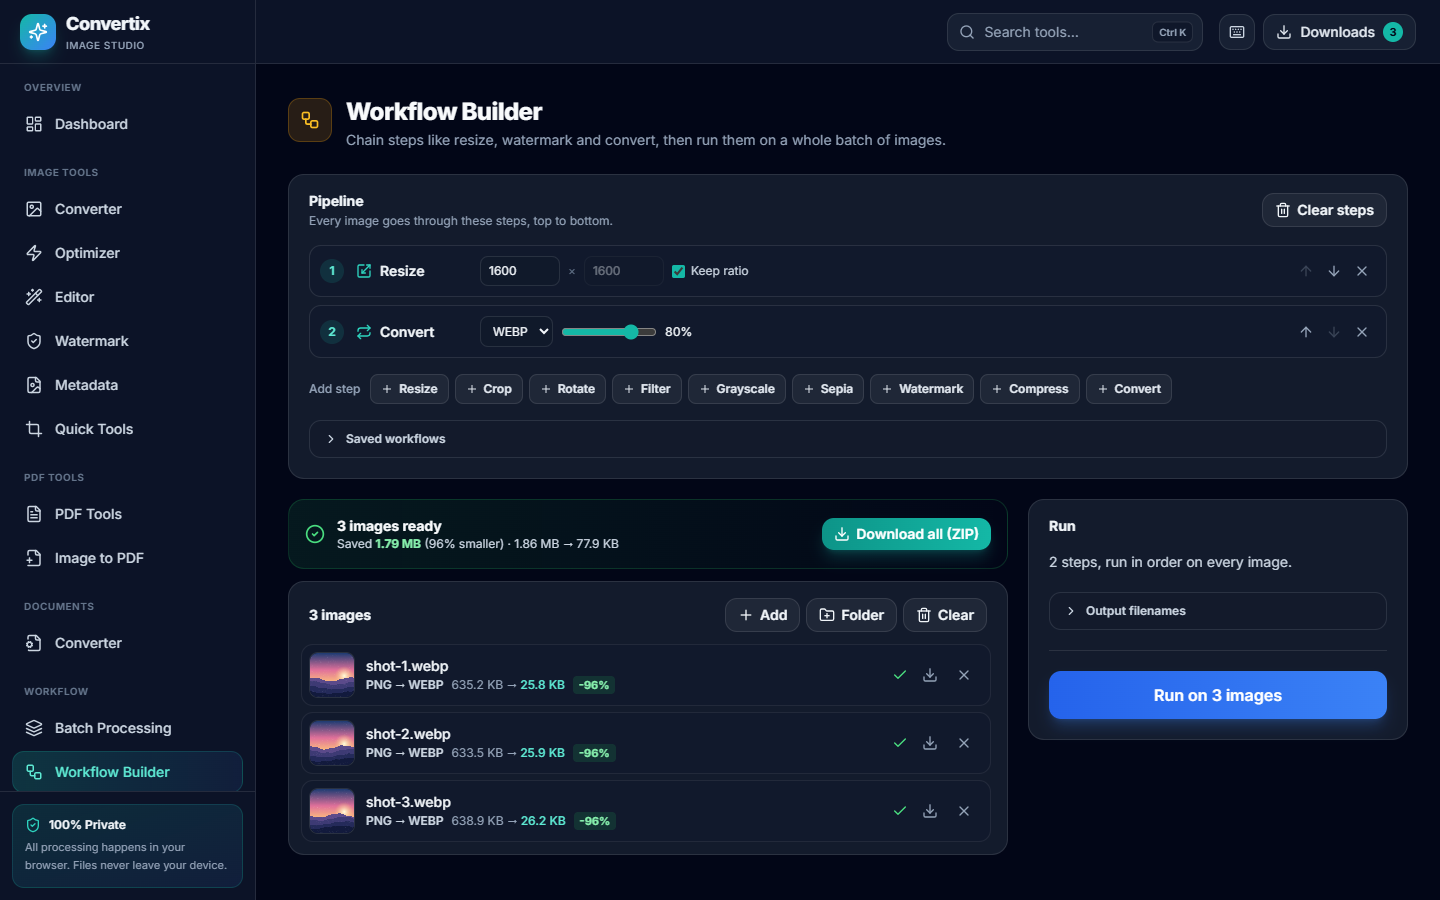 Convertix
IMAGE STUDIO
Search tools...
Ctrl K
Downloads 3
OVERVIEW
Dashboard
IMAGE TOOLS
Converter
Optimizer
Editor
Watermark
Metadata
Quick Tools
PDF TOOLS
PDF Tools
Image to PDF
DOCUMENTS
Converter
WORKFLOW
Batch Processing
Workflow Builder
100% Private
All processing happens in your
browser. Files never leave your device.
Workflow Builder
Chain steps like resize, watermark and convert, then run them on a whole batch of images.
Pipeline
Every image goes through these steps, top to bottom.
Clear steps
1 Resize 1600 × 1600 Keep ratio
2 Convert WEBP 80%
Add step + Resize + Crop + Rotate + Filter + Grayscale + Sepia + Watermark + Compress + Convert
Saved workflows
3 images ready
Saved 1.79 MB (96% smaller) · 1.86 MB → 77.9 KB
Download all (ZIP)
3 images
+ Add
Folder
Clear
shot-1.webp
PNG → WEBP 635.2 KB → 25.8 KB -96%
shot-2.webp
PNG → WEBP 633.5 KB → 25.9 KB -96%
shot-3.webp
PNG → WEBP 638.9 KB → 26.2 KB -96%
Run
2 steps, run in order on every image.
Output filenames
Run on 3 images